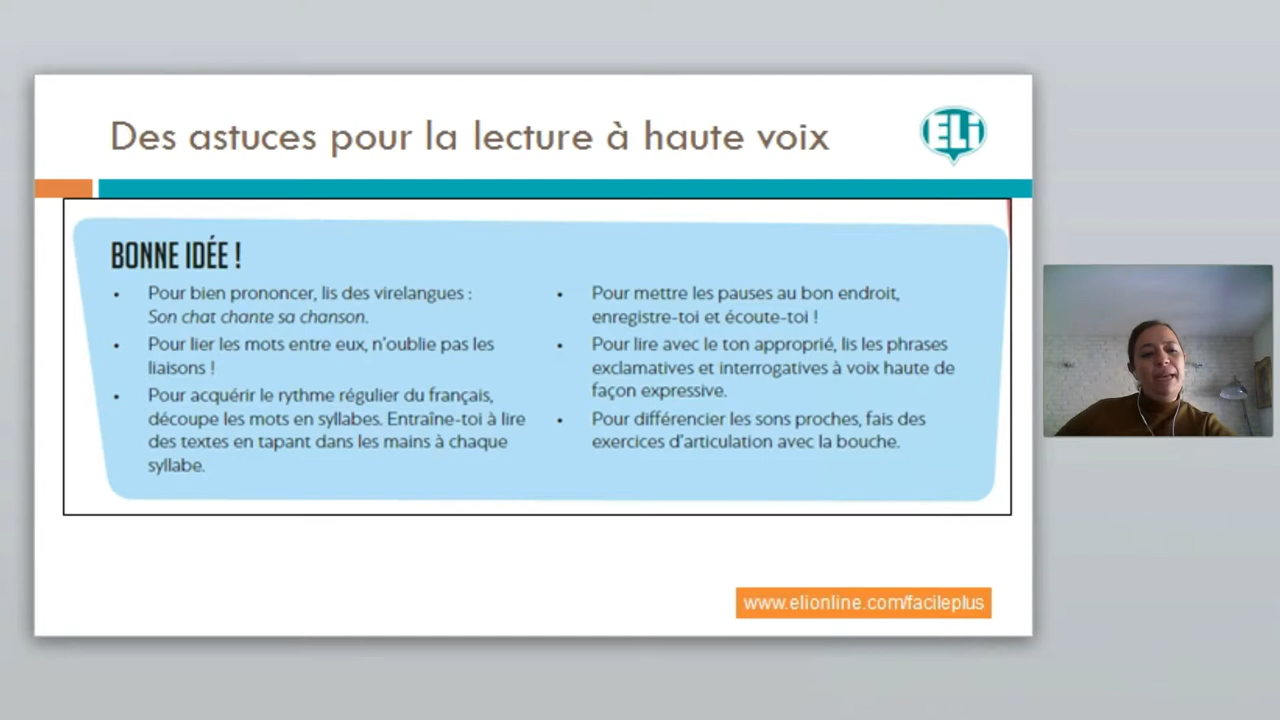 Des astuces pour la lecture à haute voix
ELi
BONNE IDÉE !
• Pour bien prononcer, lis des virelangues :
Son chat chante sa chanson.
• Pour lier les mots entre eux, n'oublie pas les
liaisons !
• Pour acquérir le rythme régulier du français,
découpe les mots en syllabes. Entraîne-toi à lire
des textes en tapant dans les mains à chaque
syllabe.
• Pour mettre les pauses au bon endroit,
enregistre-toi et écoute-toi !
• Pour lire avec le ton approprié, lis les phrases
exclamatives et interrogatives à voix haute de
façon expressive.
• Pour différencier les sons proches, fais des
exercices d'articulation avec la bouche.
www.elionline.com/facileplus